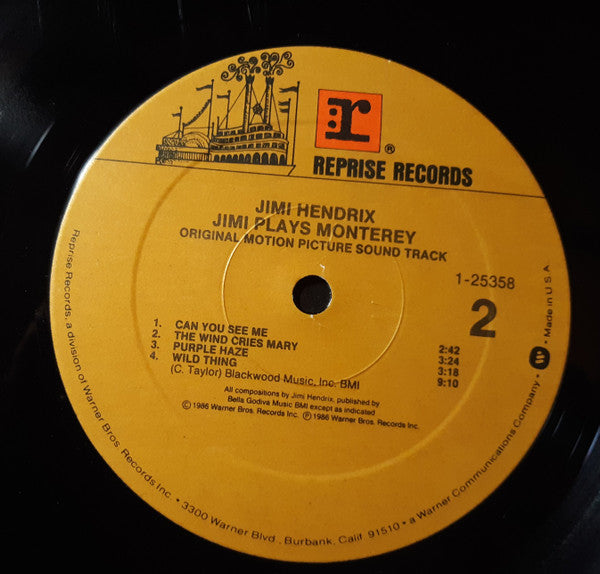 r
®
REPRISE RECORDS
JIMI HENDRIX
JIMI PLAYS MONTEREY
ORIGINAL MOTION PICTURE SOUND TRACK
1-25358
2
1. CAN YOU SEE ME 2:42
2. THE WIND CRIES MARY 3:24
3. PURPLE HAZE 3:18
4. WILD THING 9:10
(C. Taylor) Blackwood Music, Inc. BMI
All compositions by Jimi Hendrix, published by
Bella Godiva Music BMI except as indicated
© 1986 Warner Bros. Records Inc. ℗ 1986 Warner Bros. Records Inc.
Reprise Records, a division of Warner Bros. Records Inc. • 3300 Warner Blvd., Burbank, Calif. 91510 • a Warner Communications Company • W • Made in U.S.A.